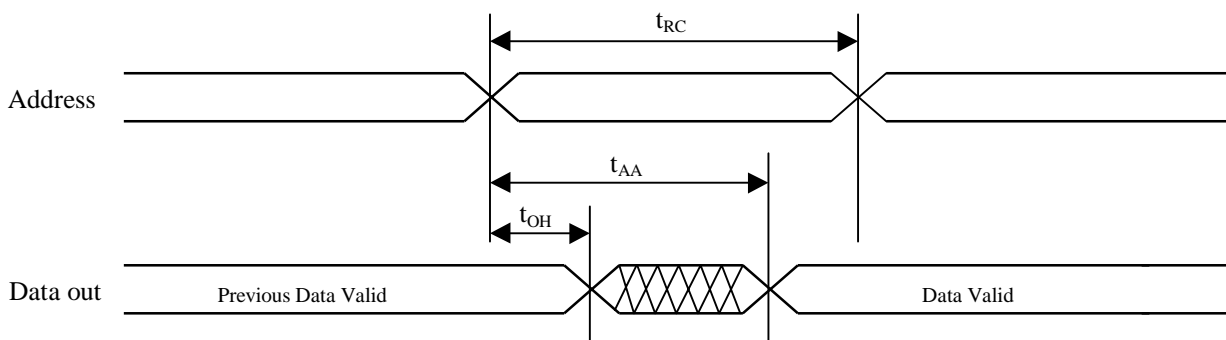 t_RC
Address
t_AA
t_OH
Data out
Previous Data Valid
Data Valid